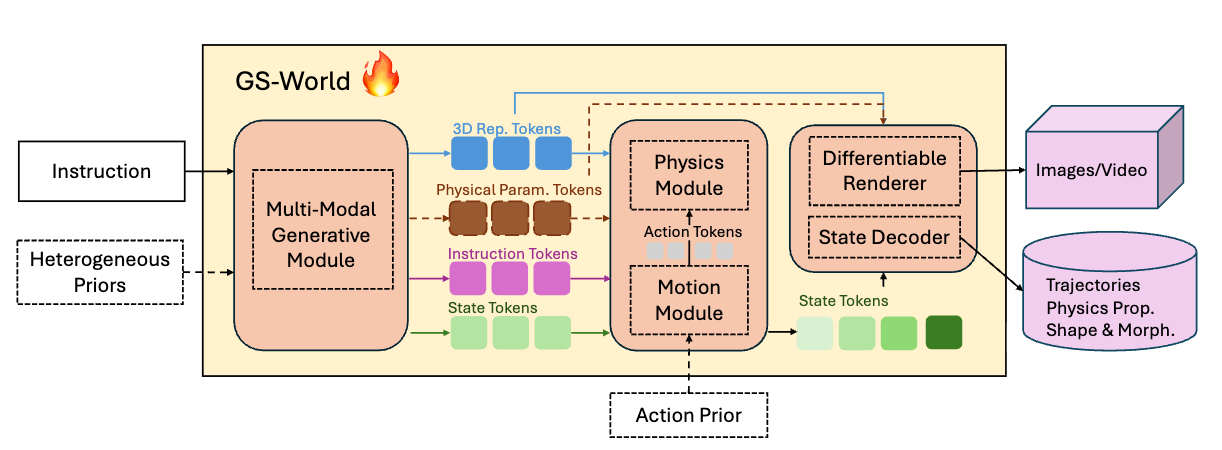 GS-World
Instruction
Heterogeneous
Priors
Multi-Modal
Generative
Module
3D Rep. Tokens
Physical Param. Tokens
Instruction Tokens
State Tokens
Physics
Module
Action Tokens
Motion
Module
Action Prior
Differentiable
Renderer
State Decoder
State Tokens
Images/Video
Trajectories
Physics Prop.
Shape & Morph.